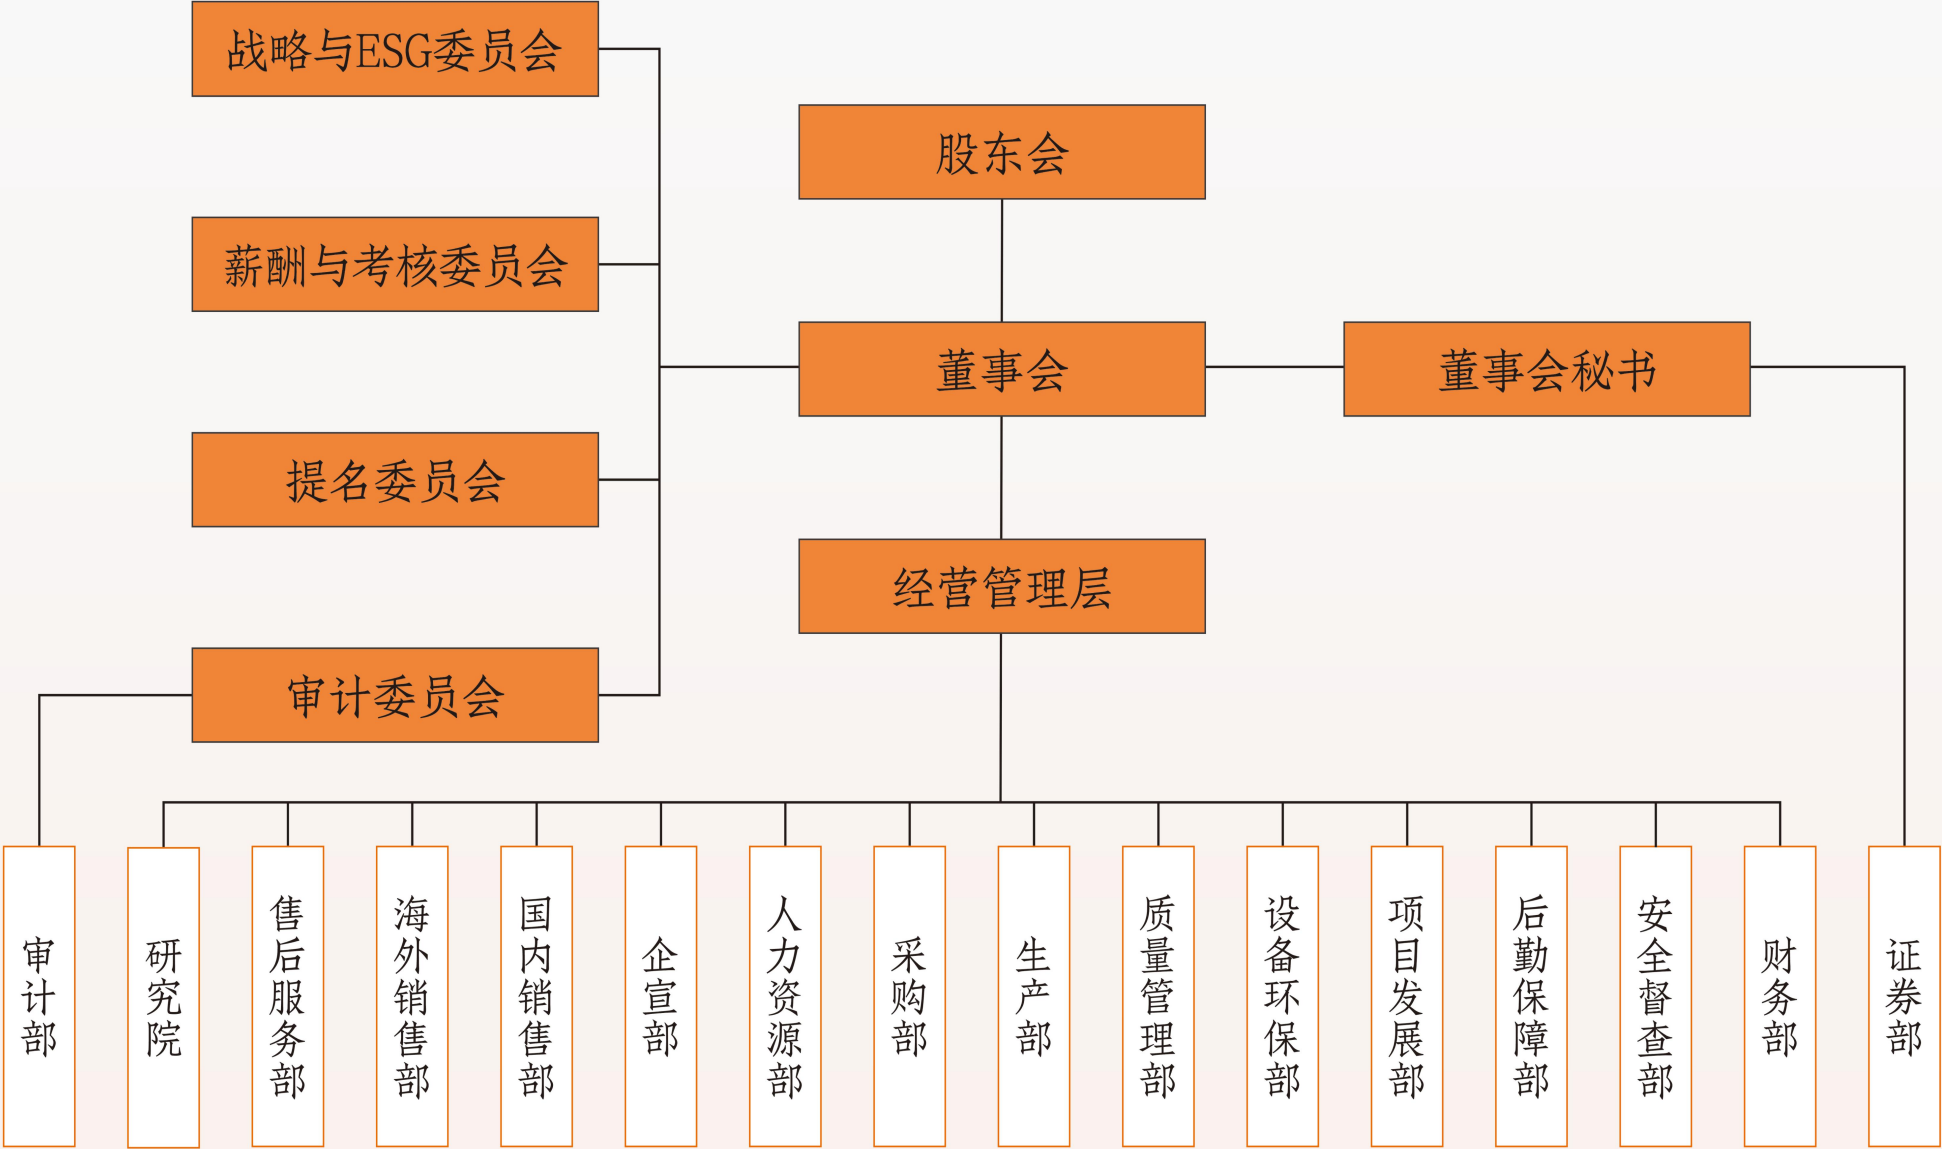 战略与ESG委员会
股东会
薪酬与考核委员会
董事会
董事会秘书
提名委员会
经营管理层
审计委员会
审计部
研究院
售后服务部
海外销售部
国内销售部
企宣部
人力资源部
采购部
生产部
质量管理部
设备环保部
项目发展部
后勤保障部
安全督查部
财务部
证券部